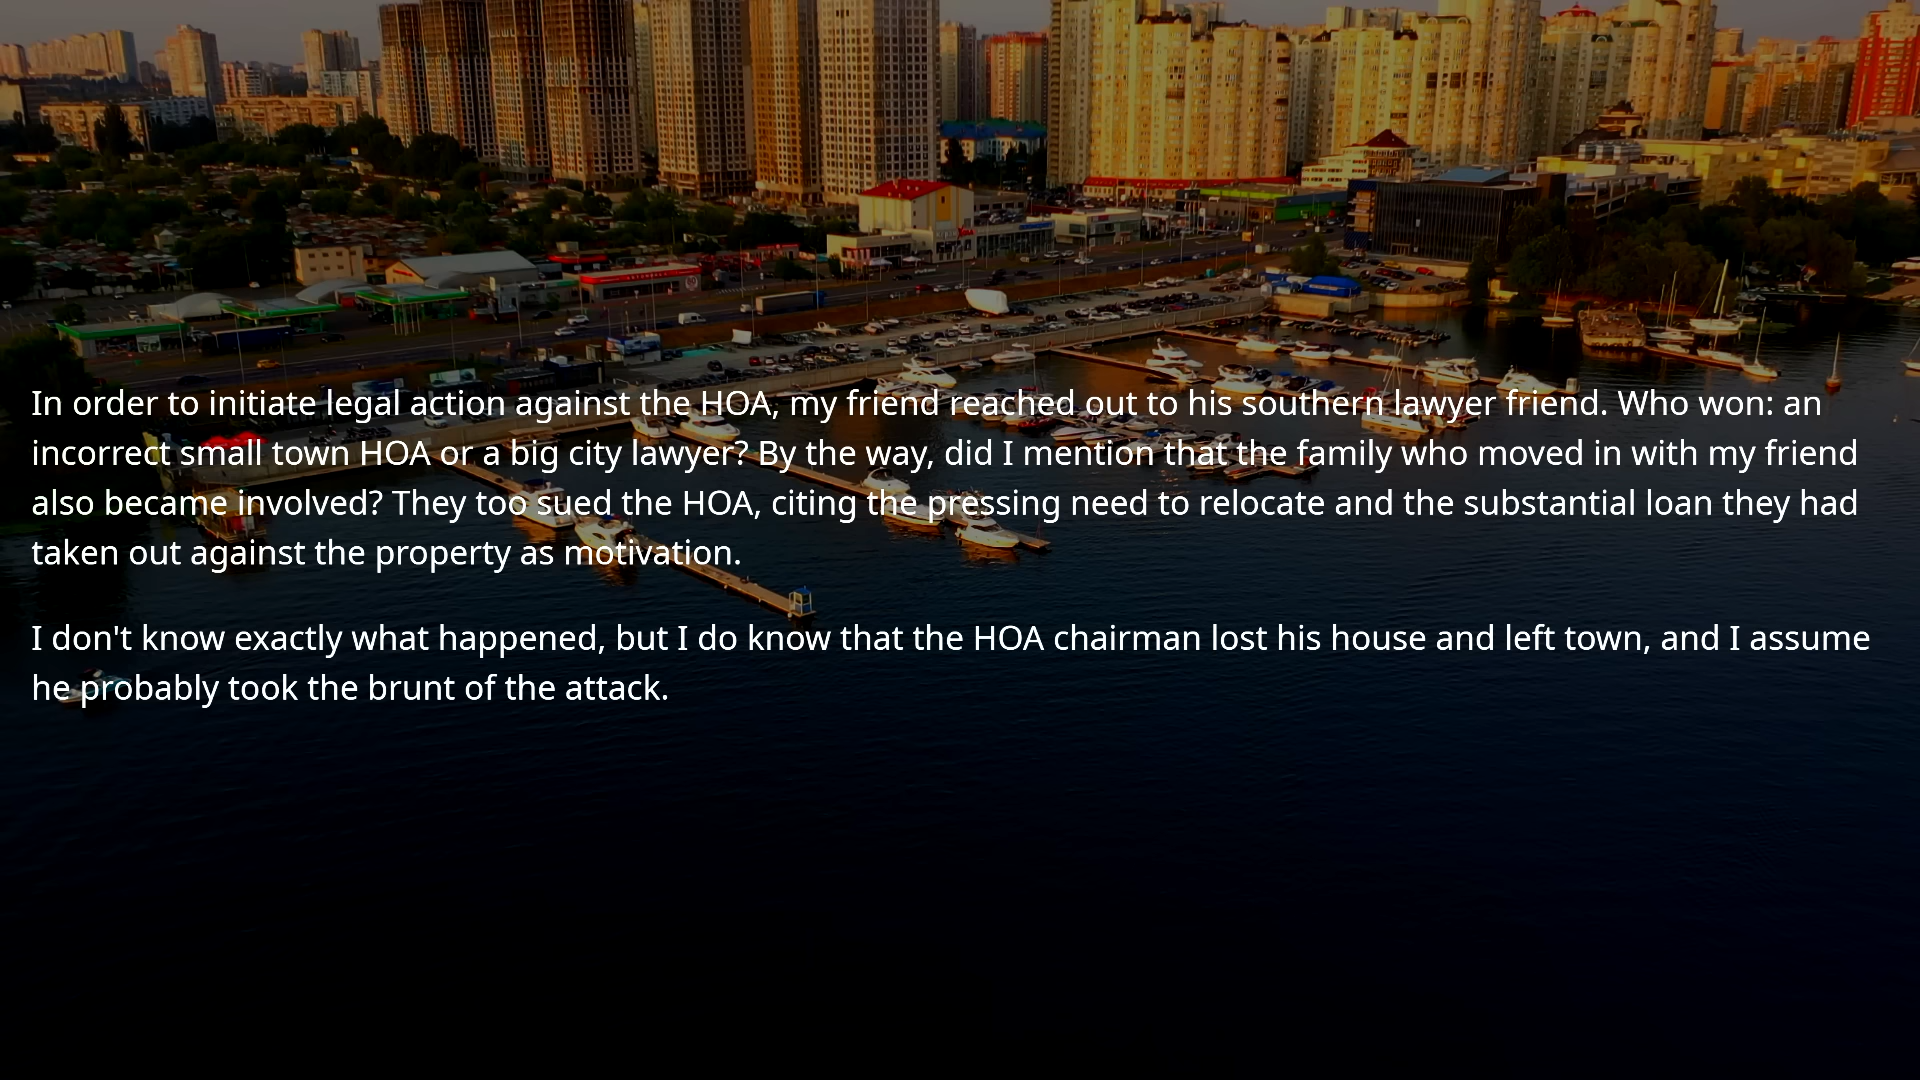 In order to initiate legal action against the HOA, my friend reached out to his southern lawyer friend. Who won: an
incorrect small town HOA or a big city lawyer? By the way, did I mention that the family who moved in with my friend
also became involved? They too sued the HOA, citing the pressing need to relocate and the substantial loan they had
taken out against the property as motivation.
I don't know exactly what happened, but I do know that the HOA chairman lost his house and left town, and I assume
he probably took the brunt of the attack.